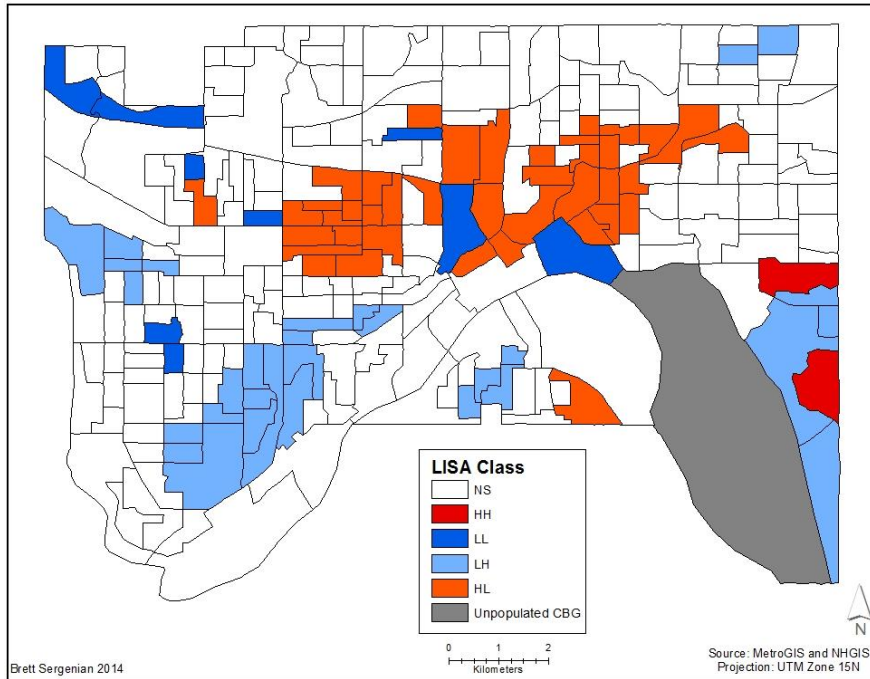 LISA Class
NS
HH
LL
LH
HL
Unpopulated CBG
0 1 2
Kilometers
N
Brett Sergenian 2014
Source: MetroGIS and NHGIS
Projection: UTM Zone 15N